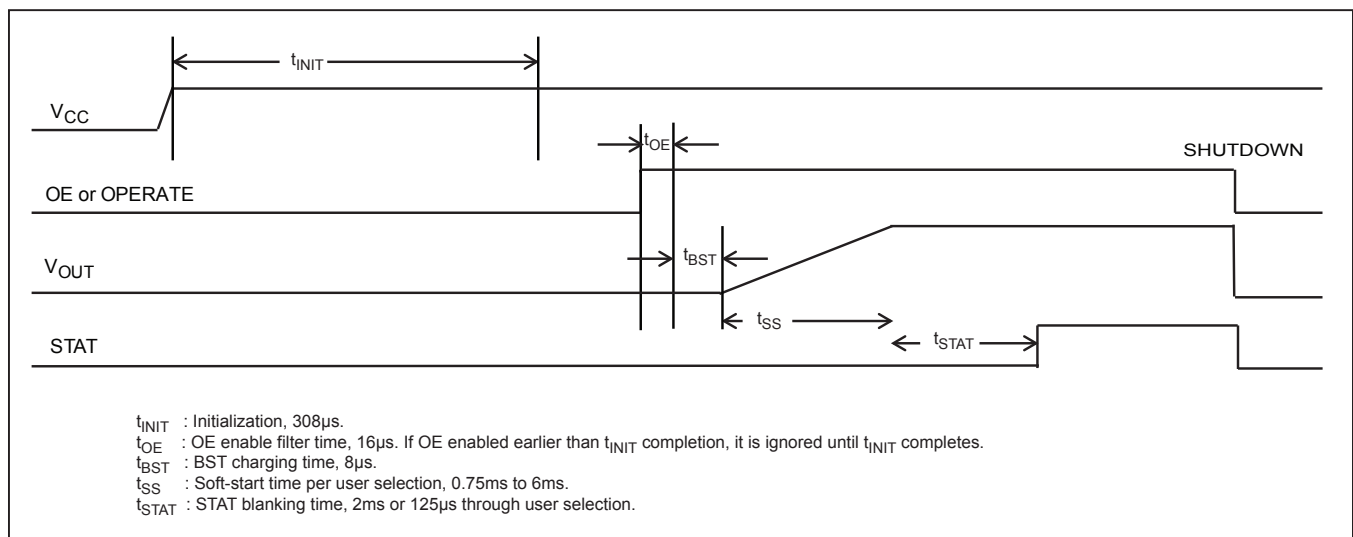 tINIT
VCC
tOE
SHUTDOWN
OE or OPERATE
tBST
VOUT
tSS
tSTAT
STAT
tINIT : Initialization, 308µs.
tOE : OE enable filter time, 16µs. If OE enabled earlier than tINIT completion, it is ignored until tINIT completes.
tBST : BST charging time, 8µs.
tSS : Soft-start time per user selection, 0.75ms to 6ms.
tSTAT : STAT blanking time, 2ms or 125µs through user selection.